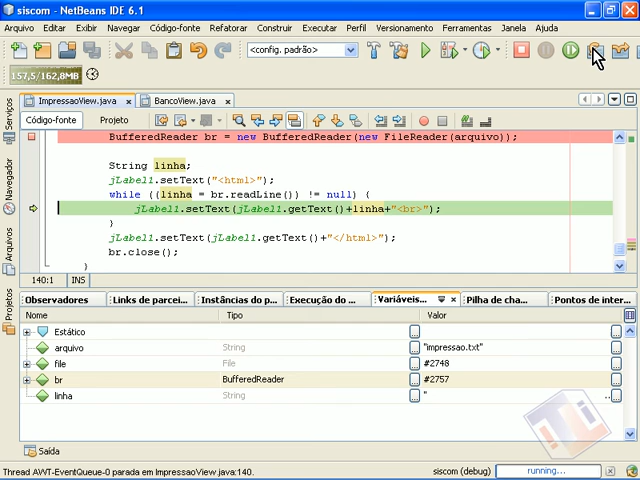 siscom - NetBeans IDE 6.1
Arquivo Editar Exibir Navegar Código-fonte Refatorar Construir Executar Perfil Versionamento Ferramentas Janela Ajuda
<config. padrão>
157,5/162,8MB
ImpressaoView.java BancoView.java
Código-fonte Projeto
BufferedReader br = new BufferedReader(new FileReader(arquivo));
String linha;
jLabel1.setText("<html>");
while ((linha = br.readLine()) != null) {
jLabel1.setText(jLabel1.getText()+linha+"<br>");
}
jLabel1.setText(jLabel1.getText()+"</html>");
br.close();
}
140:1 INS
Serviços
Navegador
Arquivos
Projetos
Observadores Links de parcei... Instâncias do p... Execução do ... Variáveis... Pilha de cha... Pontos de inter...
Nome Tipo Valor
Estático
arquivo String "impressao.txt"
file File #2748
br BufferedReader #2757
linha String "
Saída
Thread AWT-EventQueue-0 parada em ImpressaoView.java:140. siscom (debug) running...